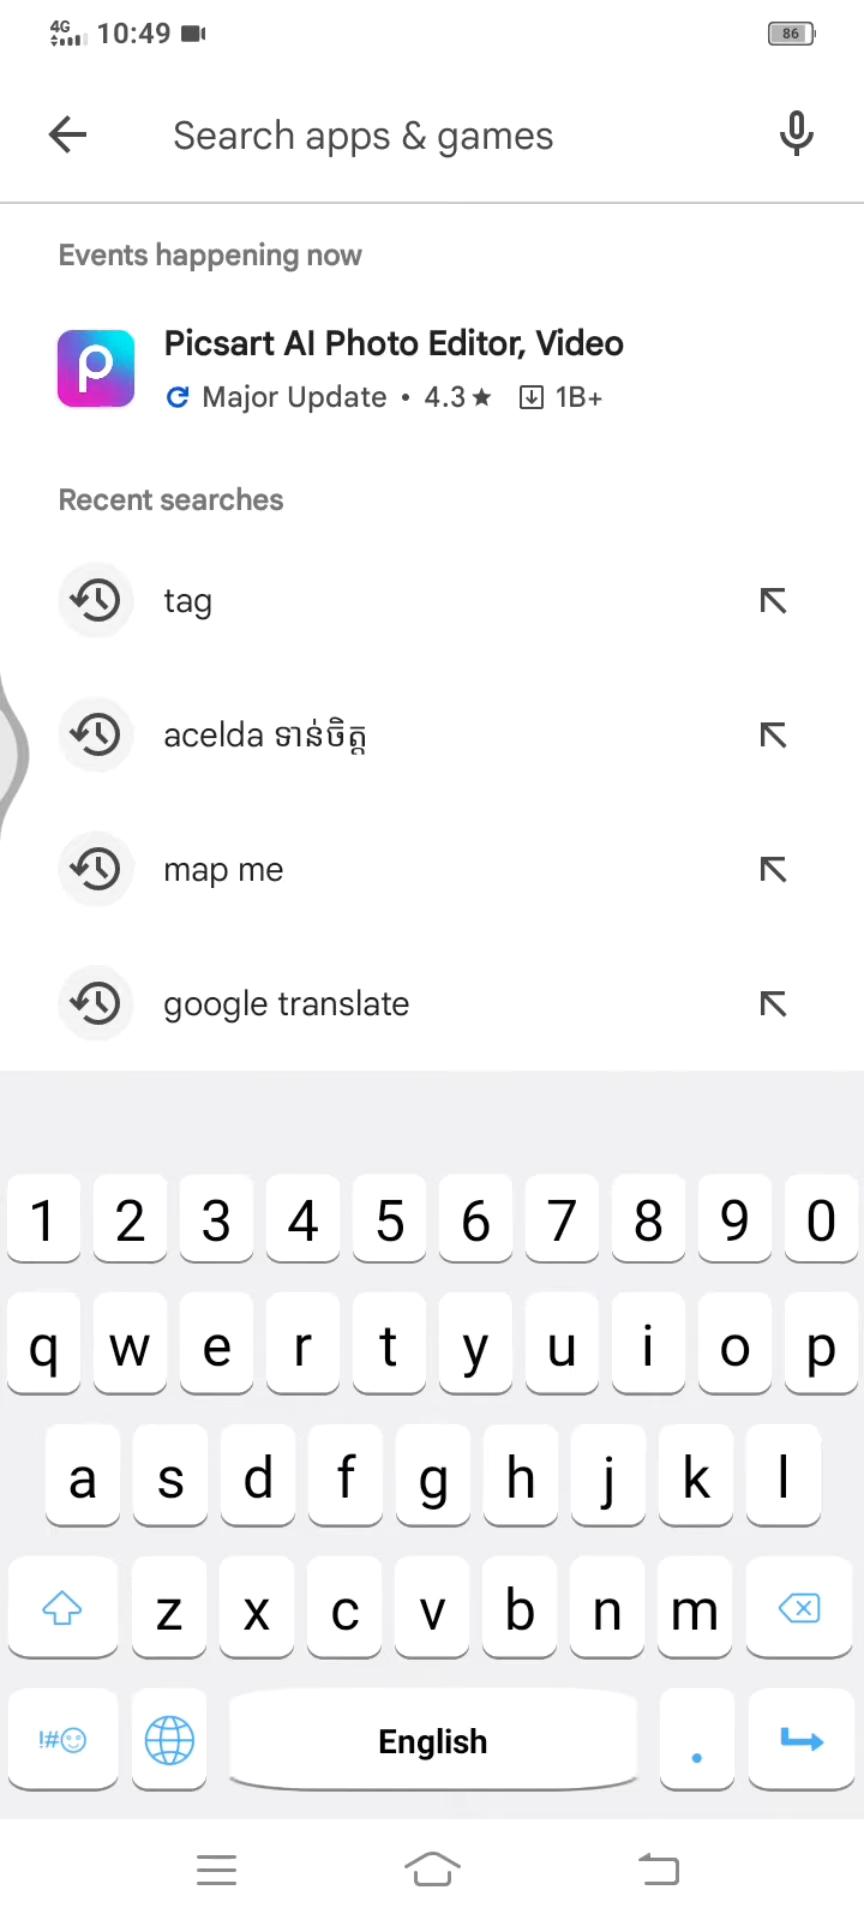 4G 10:49 86
Search apps & games
Events happening now
Picsart AI Photo Editor, Video
Major Update • 4.3★ 1B+
Recent searches
tag
acelda ទាន់ចិត្ត
map me
google translate
1 2 3 4 5 6 7 8 9 0
q w e r t y u i o p
a s d f g h j k l
z x c v b n m
!#☺ English .